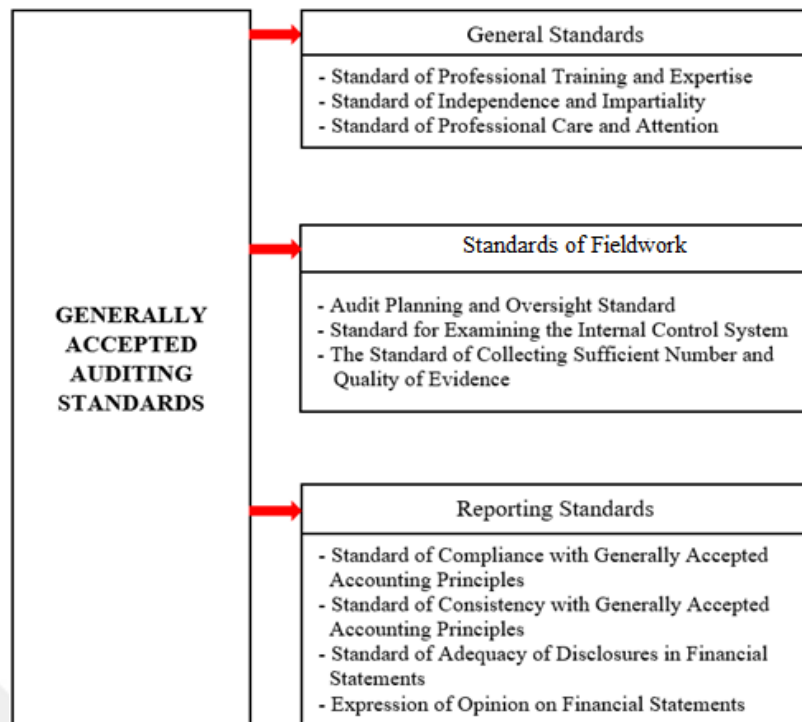 GENERALLY
ACCEPTED
AUDITING
STANDARDS
General Standards
- Standard of Professional Training and Expertise
- Standard of Independence and Impartiality
- Standard of Professional Care and Attention
Standards of Fieldwork
- Audit Planning and Oversight Standard
- Standard for Examining the Internal Control System
- The Standard of Collecting Sufficient Number and
Quality of Evidence
Reporting Standards
- Standard of Compliance with Generally Accepted
Accounting Principles
- Standard of Consistency with Generally Accepted
Accounting Principles
- Standard of Adequacy of Disclosures in Financial
Statements
- Expression of Opinion on Financial Statements